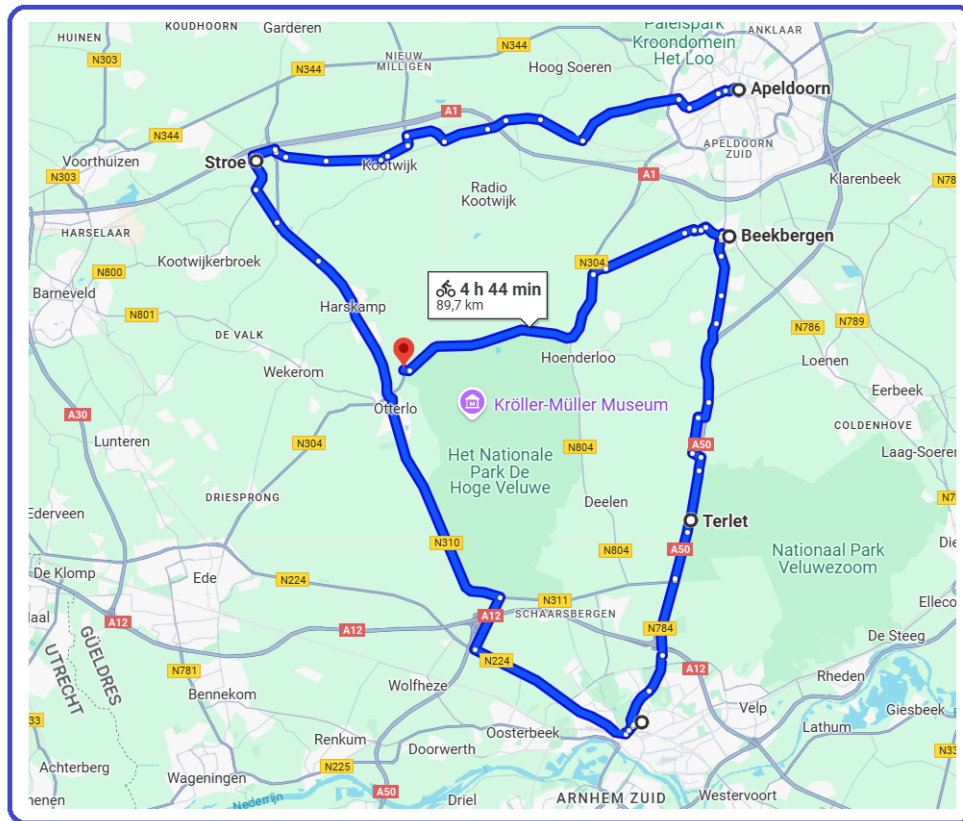 KOUDHOORN
Garderen
HUINEN
N303
N344
NIEUW
MILLIGEN
N344
Hoog Soeren
Paleispark
Kroondomein
Het Loo
ANKLAAR
Apeldoorn
A1
N344
Voorthuizen
N303
Stroe
Kootwijk
APELDOORN
ZUID
A1
Klarenbeek
Radio
Kootwijk
HARSELAAR
Kootwijkerbroek
N800
Barneveld
N801
Beekbergen
N304
4 h 44 min
89,7 km
Harskamp
DE VALK
N786
N789
Hoenderloo
Loenen
Wekerom
Eerbeek
Otterlo
Kröller-Müller Museum
A30
Lunteren
N304
COLDENHOVE
A50
N804
Laag-Soeren
Het Nationale
Park De
Hoge Veluwe
DRIESPRONG
Deelen
Ederveen
Terlet
N310
A50
N804
Nationaal Park
Veluwezoom
De Klomp
Ede
N224
N311
A12
SCHAARSBERGEN
A12
A12
N784
De Steeg
GÜELDRES
UTRECHT
N781
N224
A12
Bennekom
Wolfheze
Rheden
Velp
Giesbeek
Oosterbeek
Lathum
Renkum
Doorwerth
N225
Achterberg
Wageningen
A50
Nederrijn
Driel
ARNHEM ZUID
Westervoort